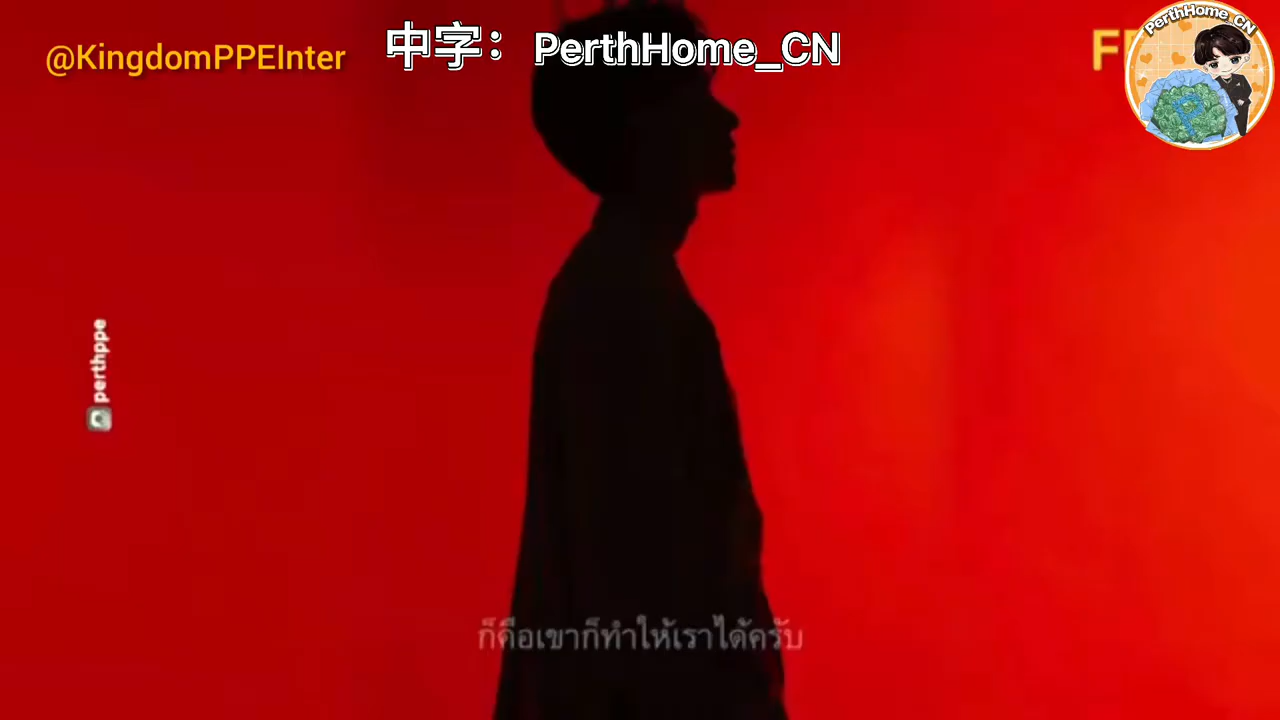 @KingdomPPEInter
中字：PerthHome_CN
PerthHome_CN
perthppe
ก็คือเขาก็ทำให้เราได้ครับ